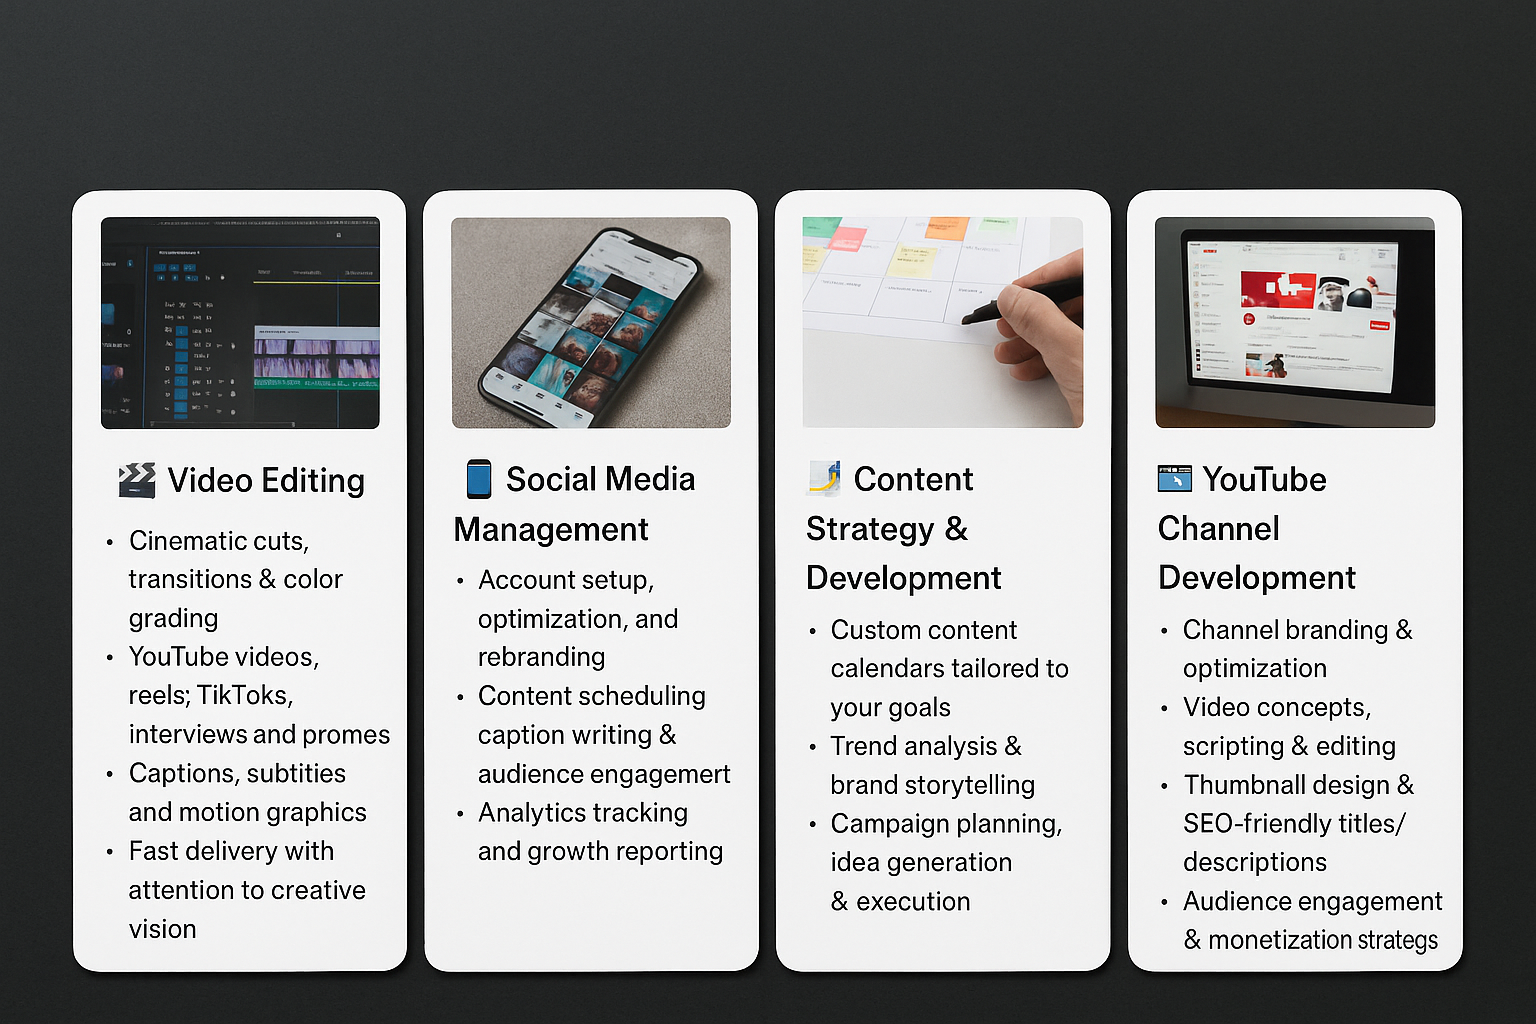 Video Editing
• Cinematic cuts,
transitions & color
grading
• YouTube videos,
reels; TikToks,
interviews and promes
• Captions, subtities
and motion graphics
• Fast delivery with
attention to creative
vision
Social Media
Management
• Account setup,
optimization, and
rebranding
• Content scheduling
caption writing &
audience engagemert
• Analytics tracking
and growth reporting
Content
Strategy &
Development
• Custom content
calendars tailored to
your goals
• Trend analysis &
brand storytelling
• Campaign planning,
idea generation
& execution
YouTube
Channel
Development
• Channel branding &
optimization
• Video concepts,
scripting & editing
• Thumbnall design &
SEO-friendly titles/
descriptions
• Audience engagement
& monetization strategs